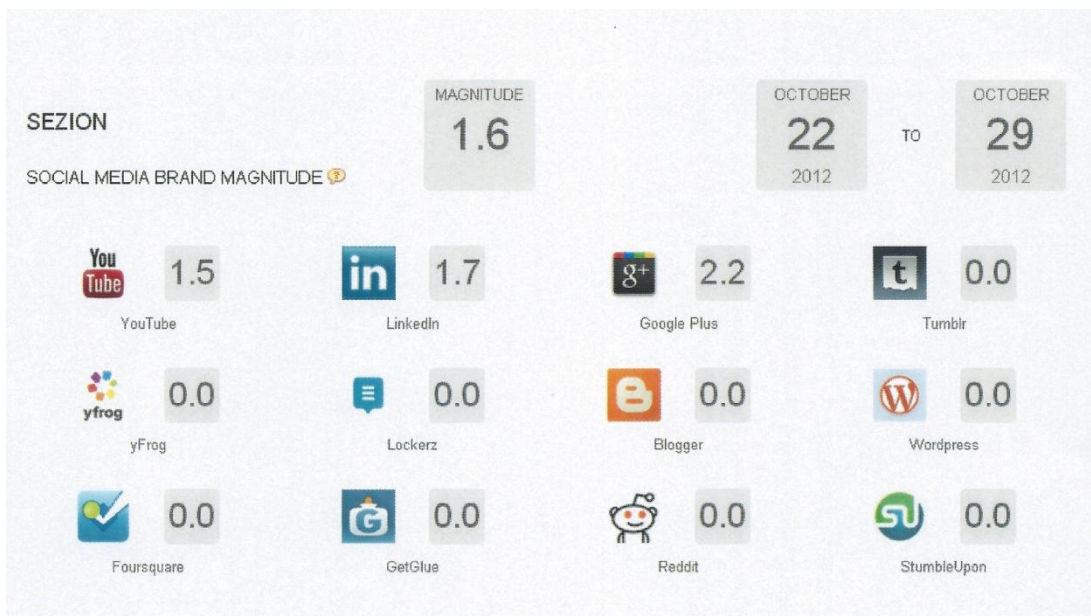 SEZION
SOCIAL MEDIA BRAND MAGNITUDE
MAGNITUDE
1.6
OCTOBER
22
2012
TO
OCTOBER
29
2012
You
Tube
1.5
in
1.7
g+
2.2
t
0.0
YouTube
LinkedIn
Google Plus
Tumblr
yfrog
0.0
0.0
B
0.0
W
0.0
yFrog
Lockerz
Blogger
Wordpress
0.0
G
0.0
0.0
SU
0.0
Foursquare
GetGlue
Reddit
StumbleUpon